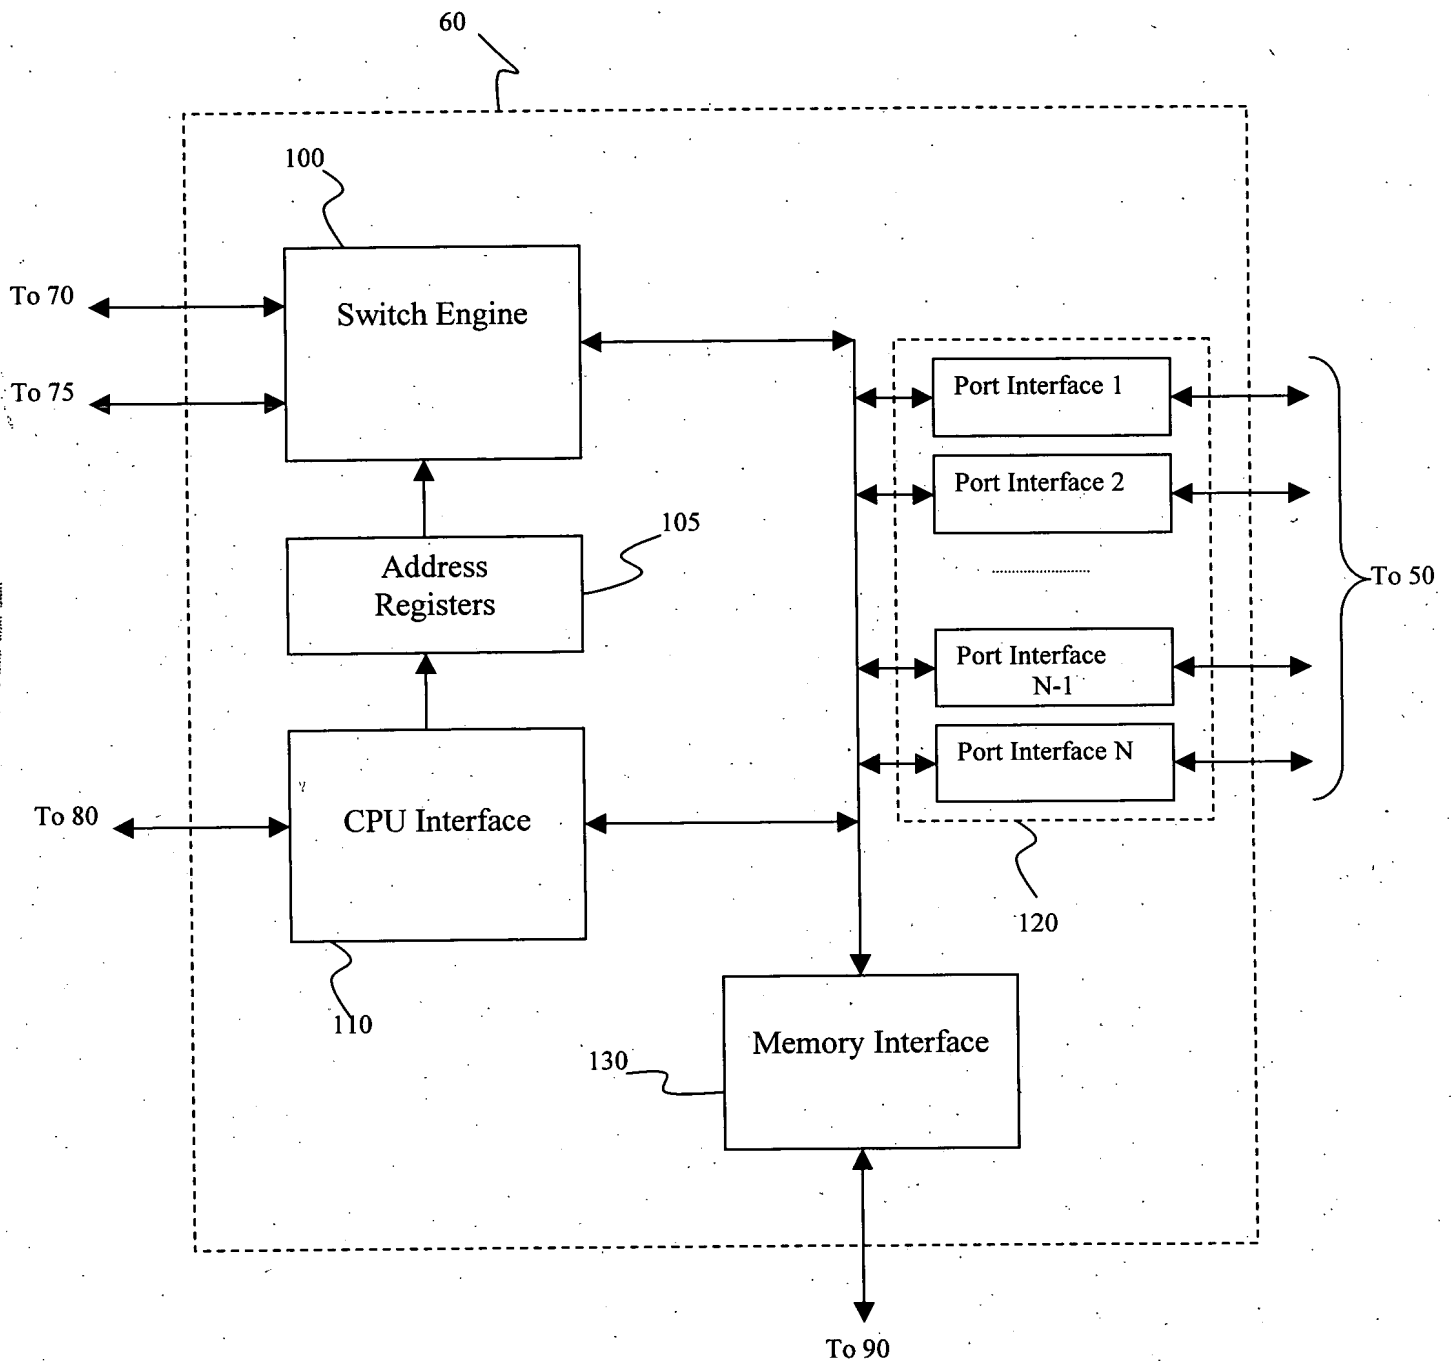 60
100
To 70
Switch Engine
To 75
Port Interface 1
Port Interface 2
105
Address
Registers
To 50
Port Interface
N-1
Port Interface N
To 80
CPU Interface
120
110
Memory Interface
130
To 90